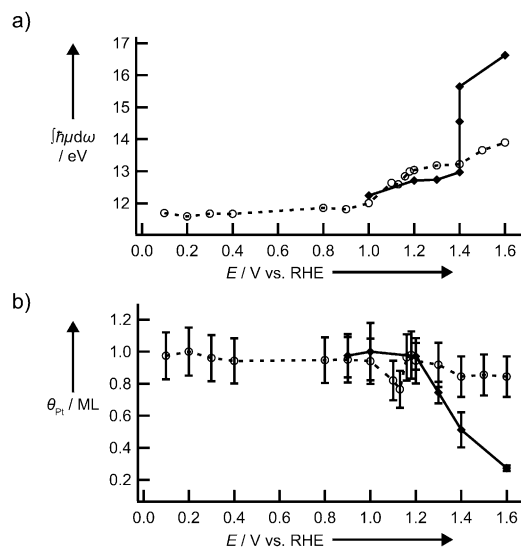 a)
17
16
15
14
13
12
∫ħμdω
/ eV
0.0 0.2 0.4 0.6 0.8 1.0 1.2 1.4 1.6
E / V vs. RHE
b)
1.2
1.0
0.8
0.6
0.4
0.2
θPt / ML
0.0 0.2 0.4 0.6 0.8 1.0 1.2 1.4 1.6
E / V vs. RHE